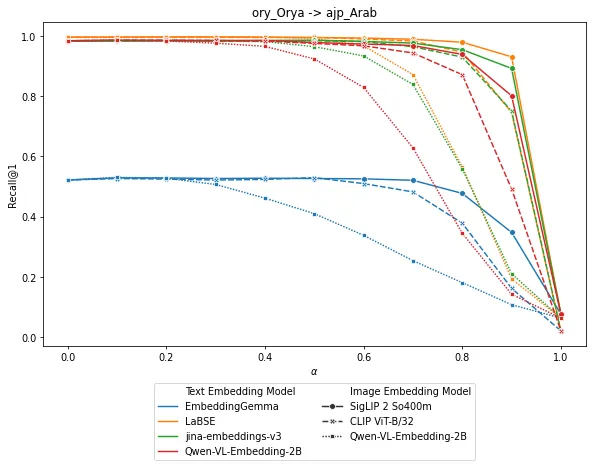 ory_Orya -> ajp_Arab
Recall@1
1.0
0.8
0.6
0.4
0.2
0.0
0.0 0.2 0.4 0.6 0.8 1.0
α
Text Embedding Model
EmbeddingGemma
LaBSE
jina-embeddings-v3
Qwen-VL-Embedding-2B
Image Embedding Model
SigLIP 2 So400m
CLIP ViT-B/32
Qwen-VL-Embedding-2B